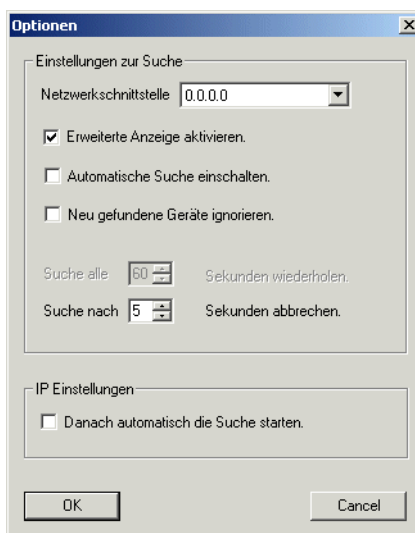 Optionen
Einstellungen zur Suche
Netzwerkschnittstelle 0.0.0.0
Erweiterte Anzeige aktivieren.
Automatische Suche einschalten.
Neu gefundene Geräte ignorieren.
Suche alle 60 Sekunden wiederholen.
Suche nach 5 Sekunden abbrechen.
IP Einstellungen
Danach automatisch die Suche starten.
OK Cancel